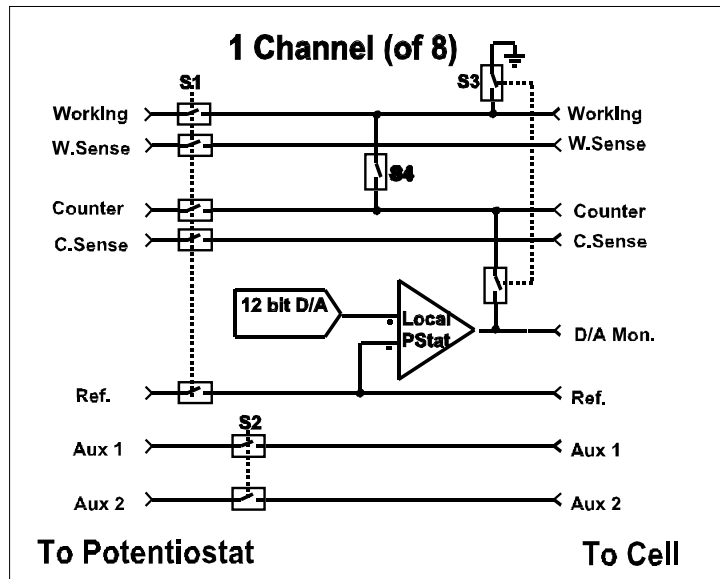 1 Channel (of 8)
S1
S3
Working
Working
W.Sense
W.Sense
S4
Counter
Counter
C.Sense
C.Sense
12 bit D/A
Local
PStat
D/A Mon.
Ref.
Ref.
S2
Aux 1
Aux 1
Aux 2
Aux 2
To Potentiostat
To Cell